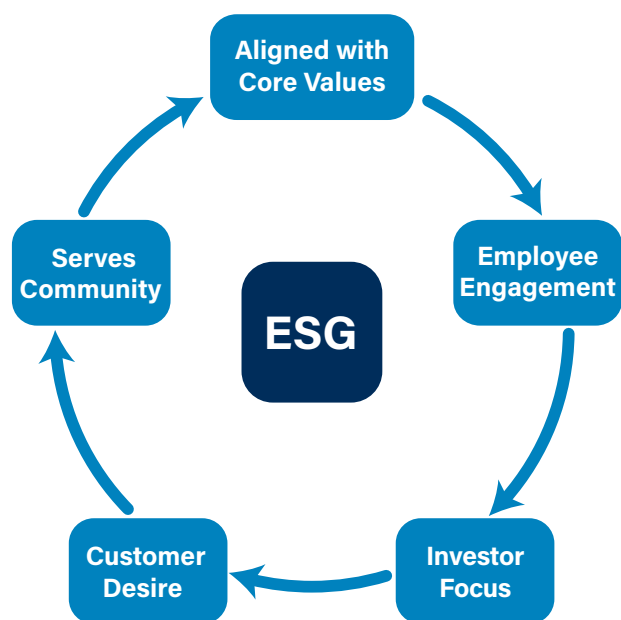 Aligned with
Core Values
Employee
Engagement
Investor
Focus
Customer
Desire
Serves
Community
ESG